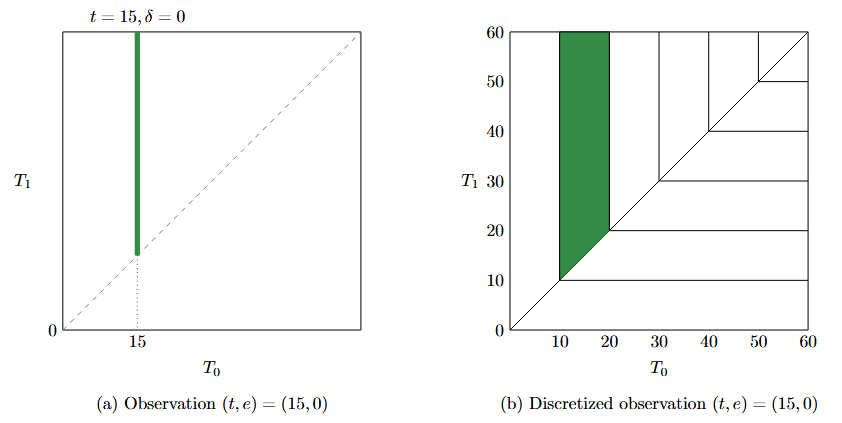 t = 15, δ = 0
T₁
0
15
T₀
(a) Observation (t, e) = (15, 0)
60
50
40
T₁ 30
20
10
0
10 20 30 40 50 60
T₀
(b) Discretized observation (t, e) = (15, 0)